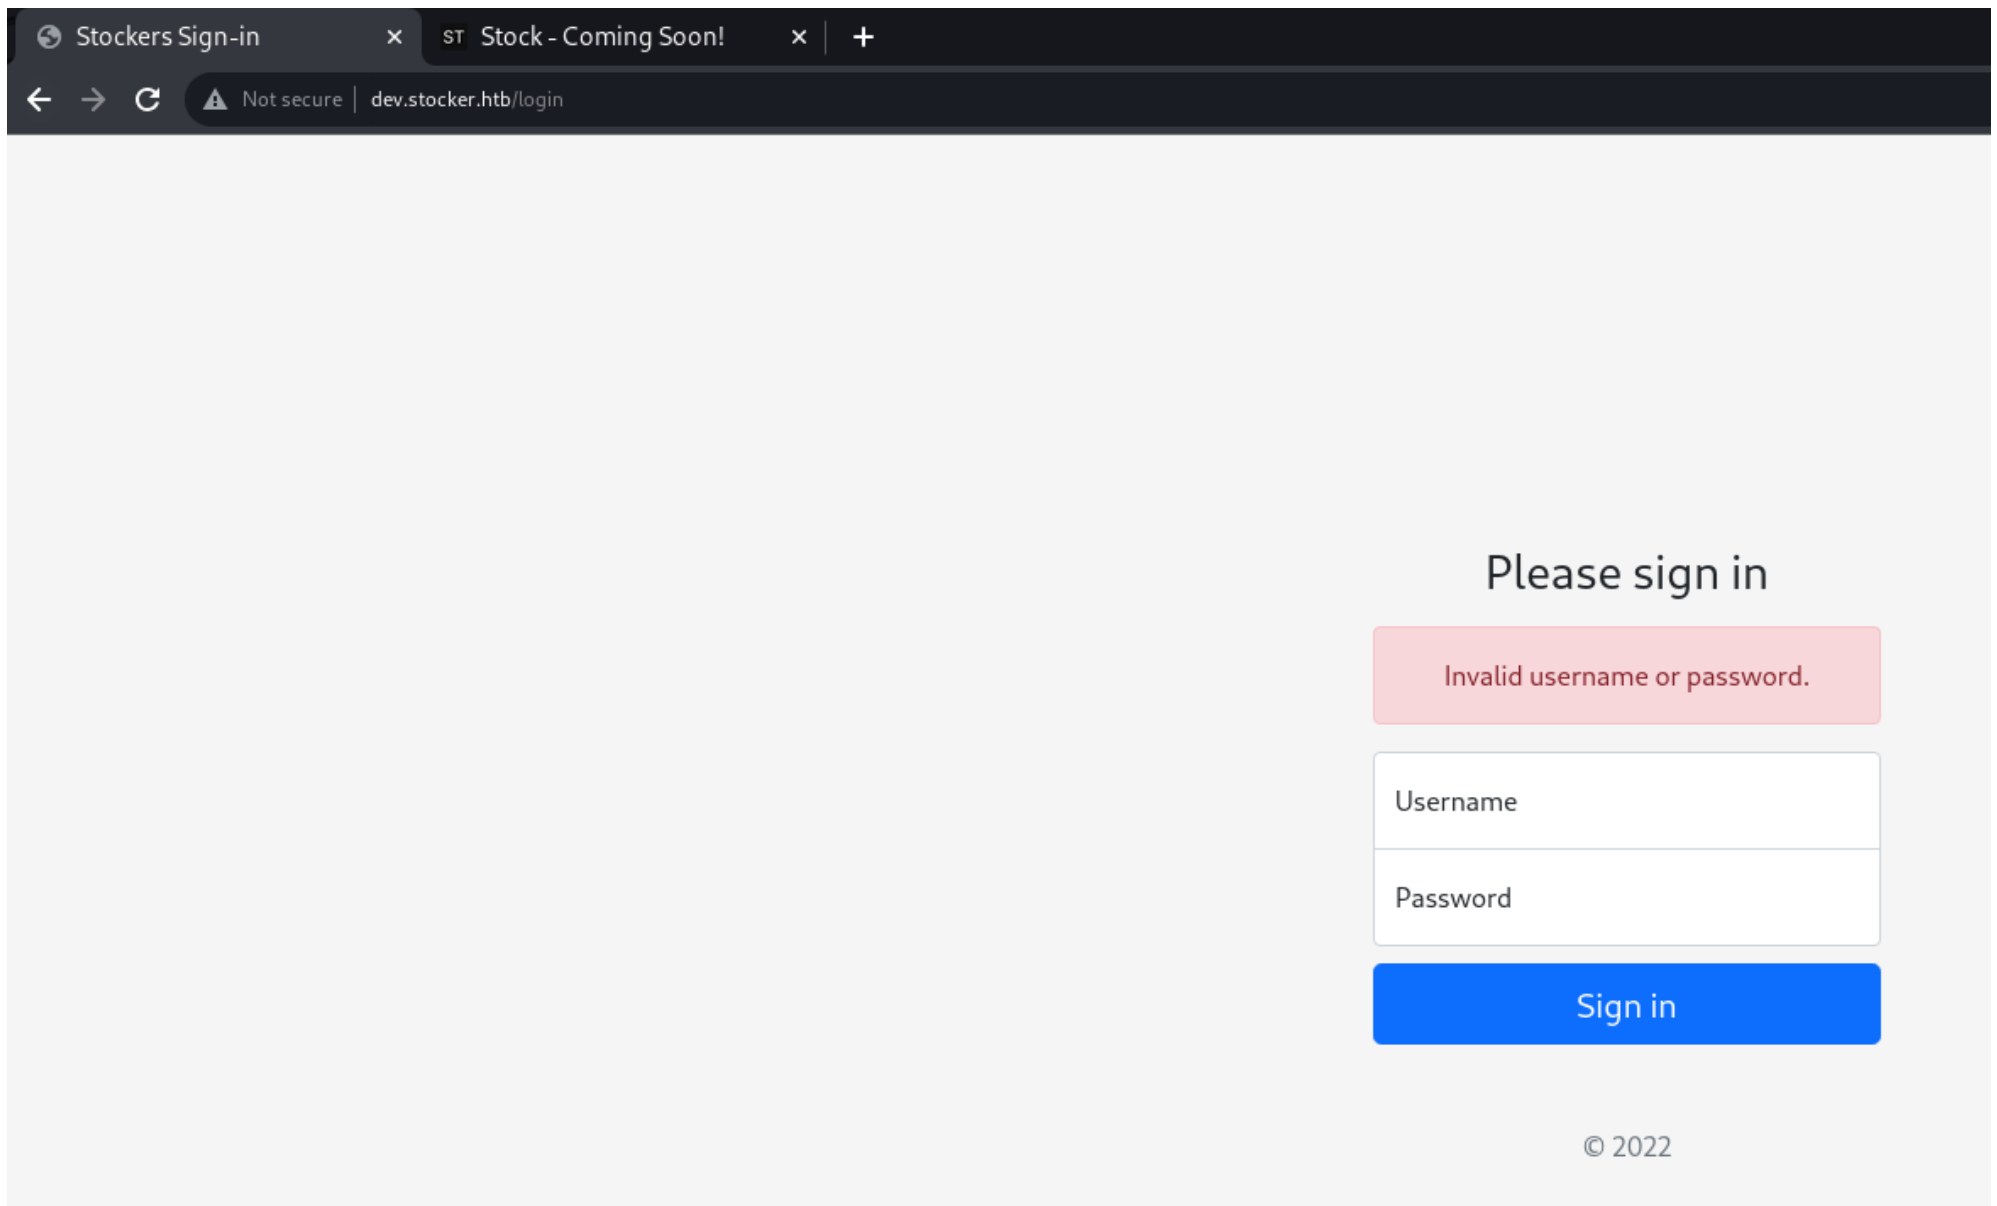 Stockers Sign-in
ST Stock - Coming Soon!
Not secure dev.stocker.htb/login
Please sign in
Invalid username or password.
Username
Password
Sign in
© 2022